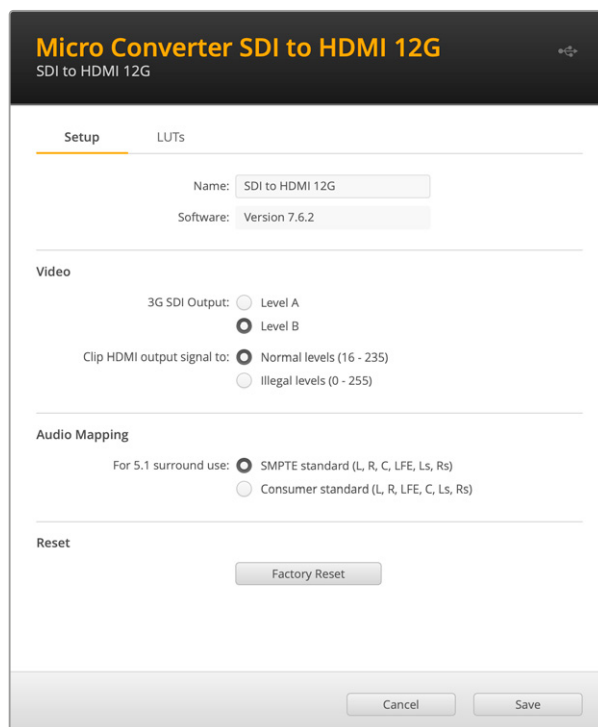 Micro Converter SDI to HDMI 12G
SDI to HDMI 12G
Setup LUTs
Name: SDI to HDMI 12G
Software: Version 7.6.2
Video
3G SDI Output: Level A
Level B
Clip HDMI output signal to: Normal levels (16 - 235)
Illegal levels (0 - 255)
Audio Mapping
For 5.1 surround use: SMPTE standard (L, R, C, LFE, Ls, Rs)
Consumer standard (L, R, LFE, C, Ls, Rs)
Reset
Factory Reset
Cancel Save